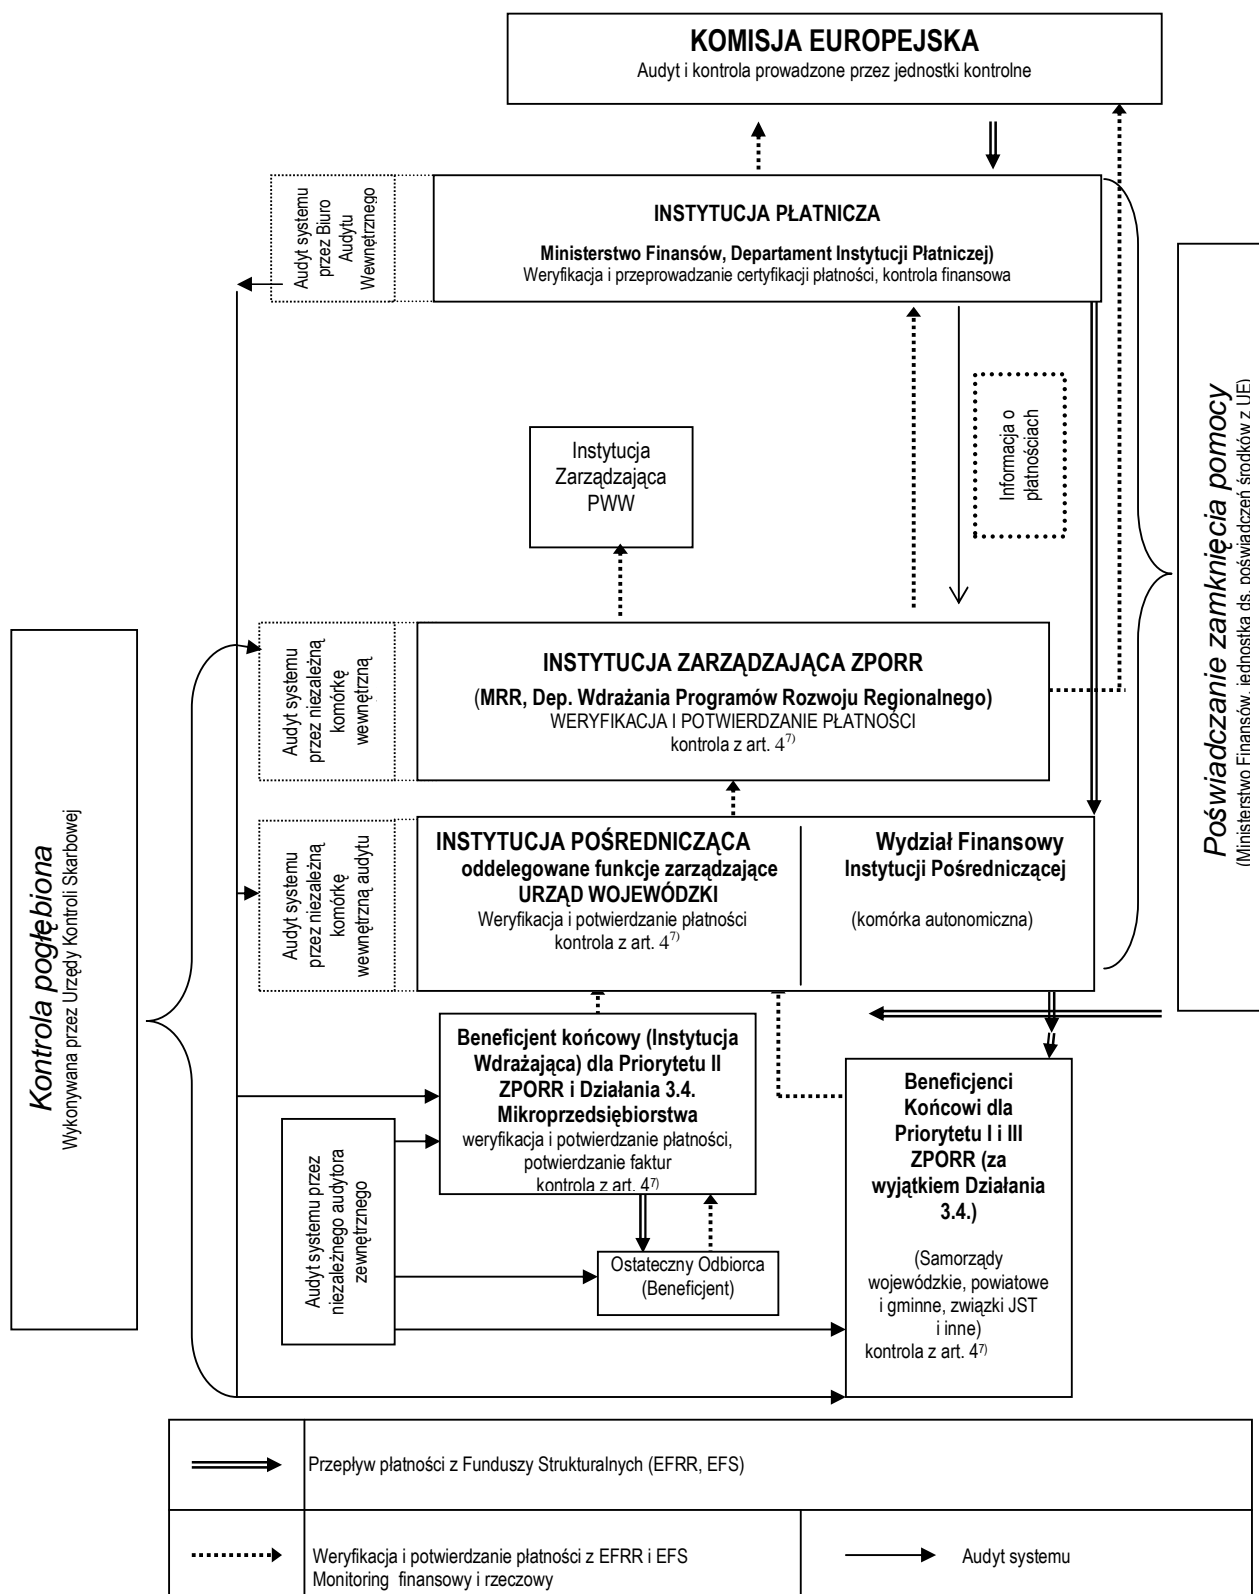 KOMISJA EUROPEJSKA
Audyt i kontrola prowadzone przez jednostki kontrolne
Audyt systemu
przez Biuro
Audytu
Wewnętrznego
INSTYTUCJA PŁATNICZA
Ministerstwo Finansów, Departament Instytucji Płatniczej)
Weryfikacja i przeprowadzanie certyfikacji płatności, kontrola finansowa
Informacja o
płatnościach
Instytucja
Zarządzająca
PWW
Poświadczanie zamknięcia pomocy
(Ministerstwo Finansów, jednostka ds. poświadczeń środków z UE)
Kontrola pogłębiona
Wykonywana przez Urzędy Kontroli Skarbowej
Audyt systemu
przez niezależną
komórkę
wewnętrzną
INSTYTUCJA ZARZĄDZAJĄCA ZPORR
(MRR, Dep. Wdrażania Programów Rozwoju Regionalnego)
WERYFIKACJA I POTWIERDZANIE PŁATNOŚCI
kontrola z art. 4⁷⁾
Audyt systemu
przez niezależną
komórkę
wewnętrzną audytu
INSTYTUCJA POŚREDNICZĄCA
oddelegowane funkcje zarządzające
URZĄD WOJEWÓDZKI
Weryfikacja i potwierdzanie płatności
kontrola z art. 4⁷⁾
Wydział Finansowy
Instytucji Pośredniczącej
(komórka autonomiczna)
Beneficjent końcowy (Instytucja
Wdrażająca) dla Priorytetu II
ZPORR i Działania 3.4.
Mikroprzedsiębiorstwa
weryfikacja i potwierdzanie płatności,
potwierdzanie faktur
kontrola z art. 4⁷⁾
Audyt systemu przez
niezależnego audytora
zewnętrznego
Ostateczny Odbiorca
(Beneficjent)
Beneficjenci
Końcowi dla
Priorytetu I i III
ZPORR (za
wyjątkiem Działania
3.4.)
(Samorządy
wojewódzkie, powiatowe
i gminne, związki JST
i inne)
kontrola z art. 4⁷⁾
Przepływ płatności z Funduszy Strukturalnych (EFRR, EFS)
Weryfikacja i potwierdzanie płatności z EFRR i EFS
Monitoring finansowy i rzeczowy
Audyt systemu